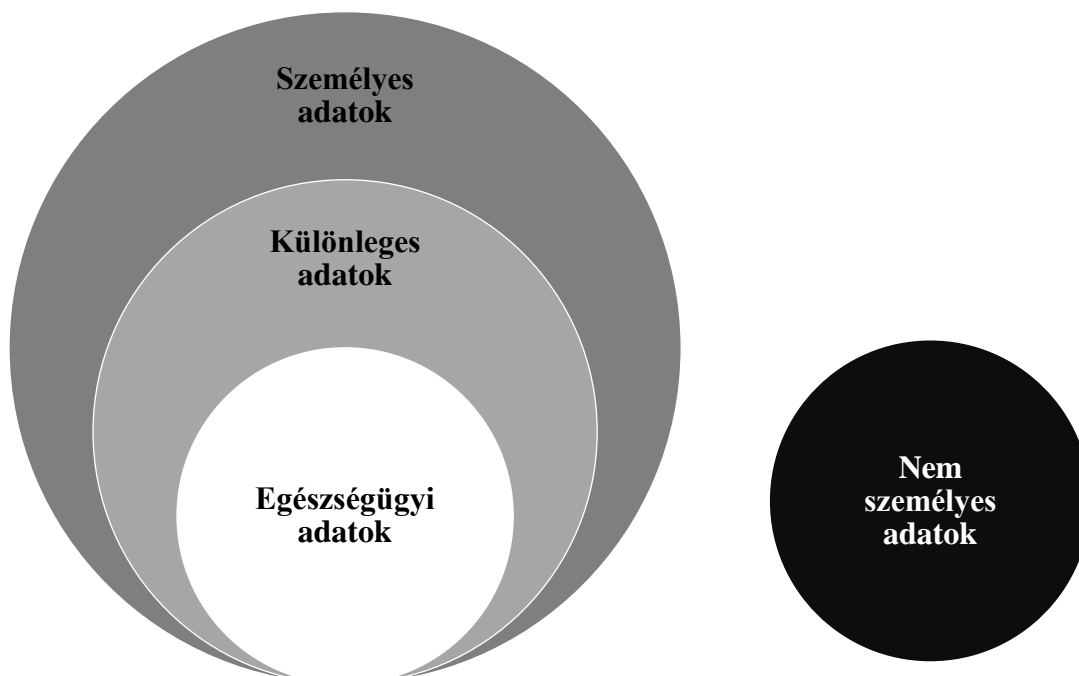 Személyes
adatok
Különleges
adatok
Egészségügyi
adatok
Nem
személyes
adatok